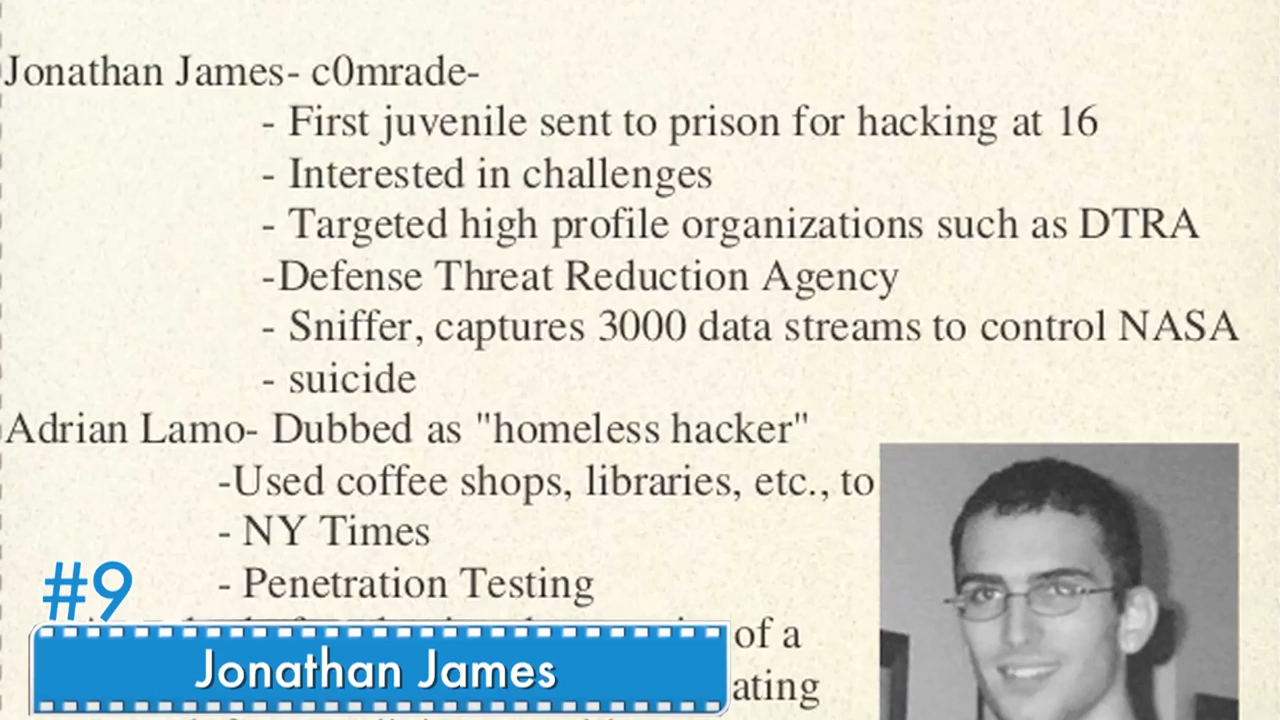 Jonathan James- c0mrade-
- First juvenile sent to prison for hacking at 16
- Interested in challenges
- Targeted high profile organizations such as DTRA
-Defense Threat Reduction Agency
- Sniffer, captures 3000 data streams to control NASA
- suicide
Adrian Lamo- Dubbed as "homeless hacker"
-Used coffee shops, libraries, etc., to
- NY Times
- Penetration Testing
of a
ating
#9
Jonathan James